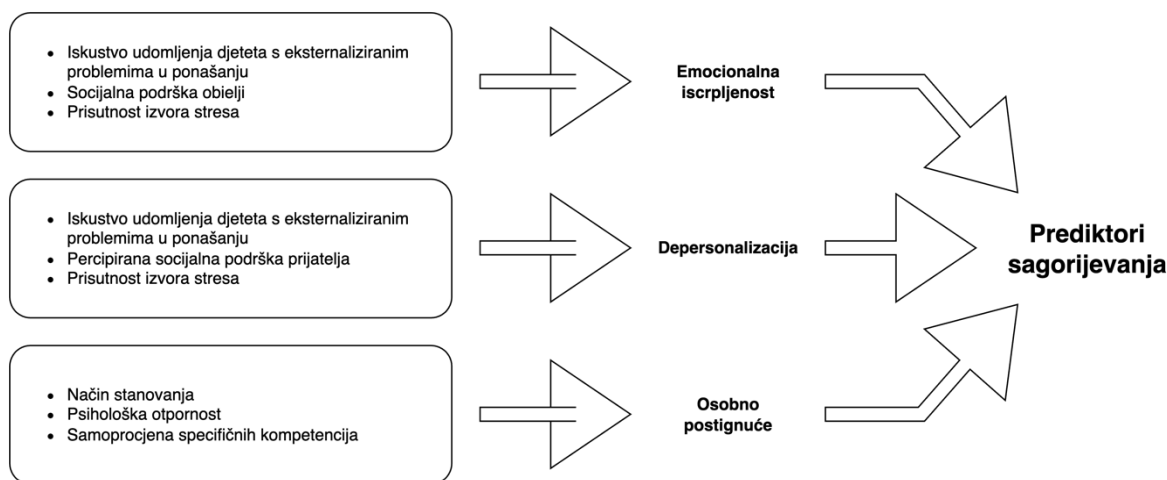 • Iskustvo udomljenja djeteta s eksternaliziranim
problemima u ponašanju
• Socijalna podrška obielji
• Prisutnost izvora stresa
Emocionalna
iscrpljenost
• Iskustvo udomljenja djeteta s eksternaliziranim
problemima u ponašanju
• Percipirana socijalna podrška prijatelja
• Prisutnost izvora stresa
Depersonalizacija
• Način stanovanja
• Psihološka otpornost
• Samoprocjena specifičnih kompetencija
Osobno
postignuće
Prediktori
sagorijevanja